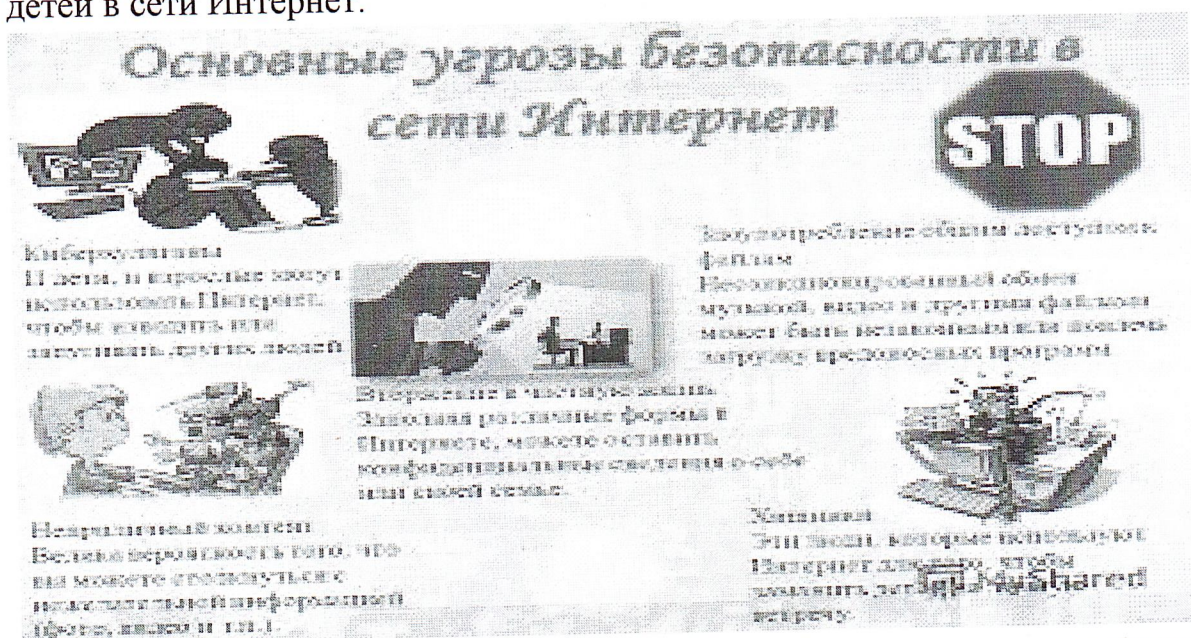 детей в сети Интернет.
Основные угрозы безопасности в
сети Интернет
STOP
Киберхулиганы
И дети, и взрослые могут
использовать Интернет,
чтобы изводить или
запугивать других людей
Злоупотребление общим доступом к
файлам
Несанкционированный обмен
музыкой, видео и другими файлами
может быть незаконным или повлечь
загрузку вредоносных программ
Вторжение в частную жизнь
Заполняя различные формы в
Интернете, можете оставить
конфиденциальные сведения о себе
или своей семье.
Неприличный контент
Велика вероятность того, что
вы можете столкнуться с
нежелательной информацией
(фото, видео и т.п.).
Хищники
Эти люди, которые используют
Интернет для того, чтобы
заманить
встречу.
MyShared